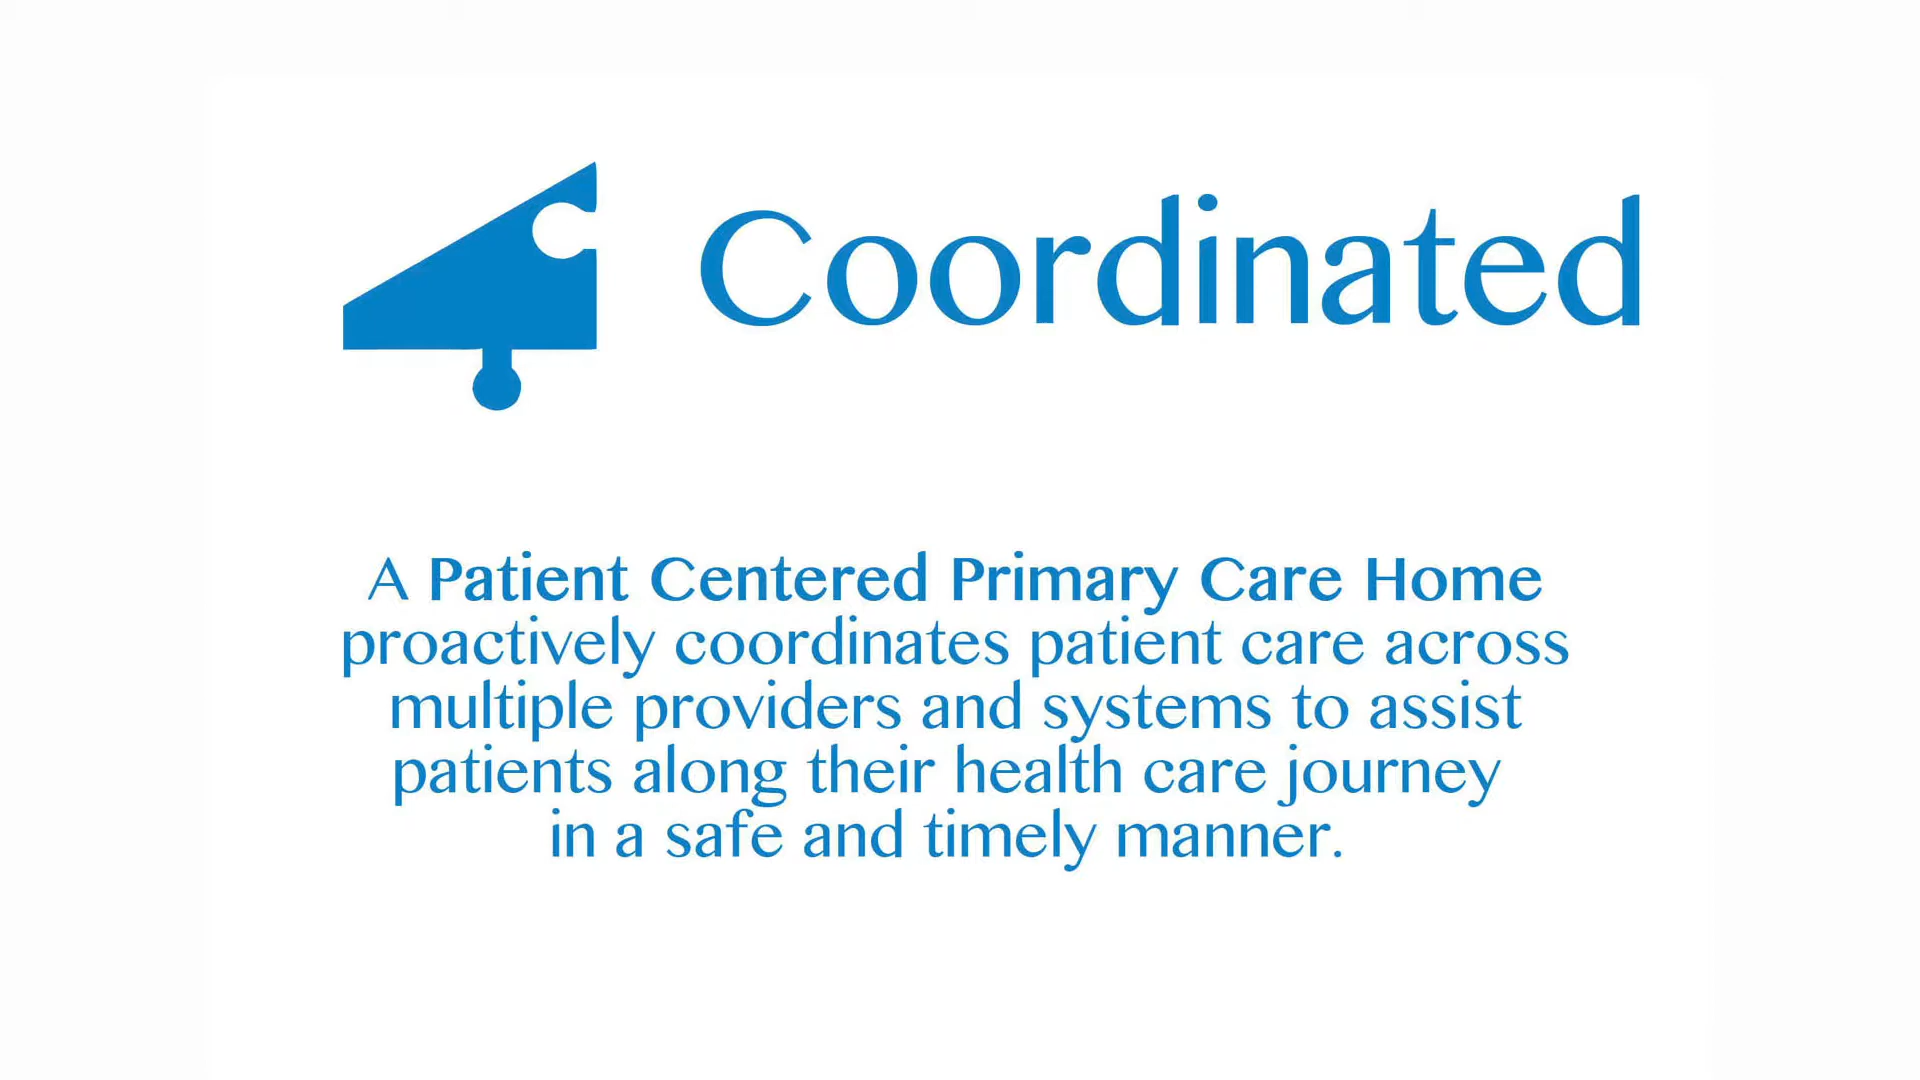 Coordinated
A Patient Centered Primary Care Home
proactively coordinates patient care across
multiple providers and systems to assist
patients along their health care journey
in a safe and timely manner.